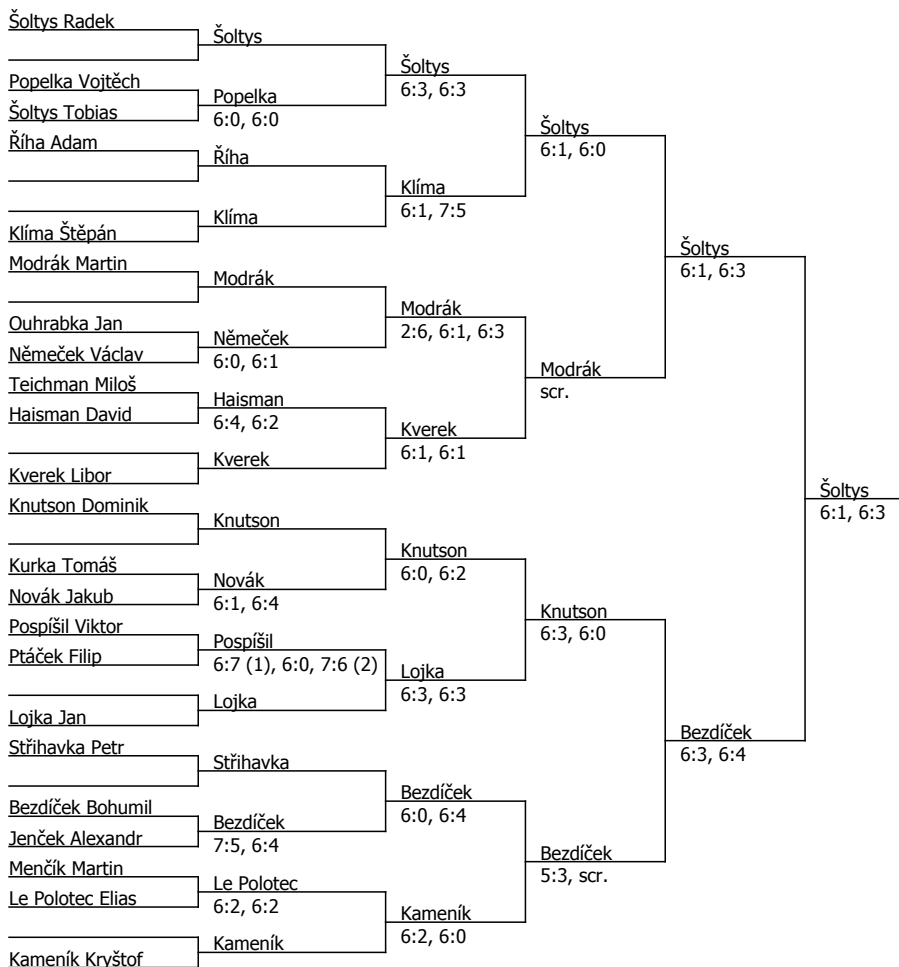 Šoltys Radek
Popelka Vojtěch
Šoltys Tobias
Říha Adam
Klíma Štěpán
Modrák Martin
Ouhrabka Jan
Němeček Václav
Teichman Miloš
Haisman David
Kverek Libor
Knutson Dominik
Kurka Tomáš
Novák Jakub
Pospíšil Viktor
Ptáček Filip
Lojka Jan
Střihavka Petr
Bezdíček Bohumil
Jenček Alexandr
Menčík Martin
Le Polotec Elias
Kameník Kryštof
Šoltys
Popelka
6:0, 6:0
Říha
Klíma
Modrák
Němeček
6:0, 6:1
Haisman
6:4, 6:2
Kverek
Knutson
Novák
6:1, 6:4
Pospíšil
6:7 (1), 6:0, 7:6 (2)
Lojka
Střihavka
Bezdíček
7:5, 6:4
Le Polotec
6:2, 6:2
Kameník
Šoltys
6:3, 6:3
Klíma
6:1, 7:5
Modrák
2:6, 6:1, 6:3
Kverek
6:1, 6:1
Knutson
6:0, 6:2
Lojka
6:3, 6:3
Bezdíček
6:0, 6:4
Kameník
6:2, 6:0
Šoltys
6:1, 6:0
Modrák
scr.
Knutson
6:3, 6:0
Bezdíček
5:3, scr.
Šoltys
6:1, 6:3
Bezdíček
6:3, 6:4
Šoltys
6:1, 6:3